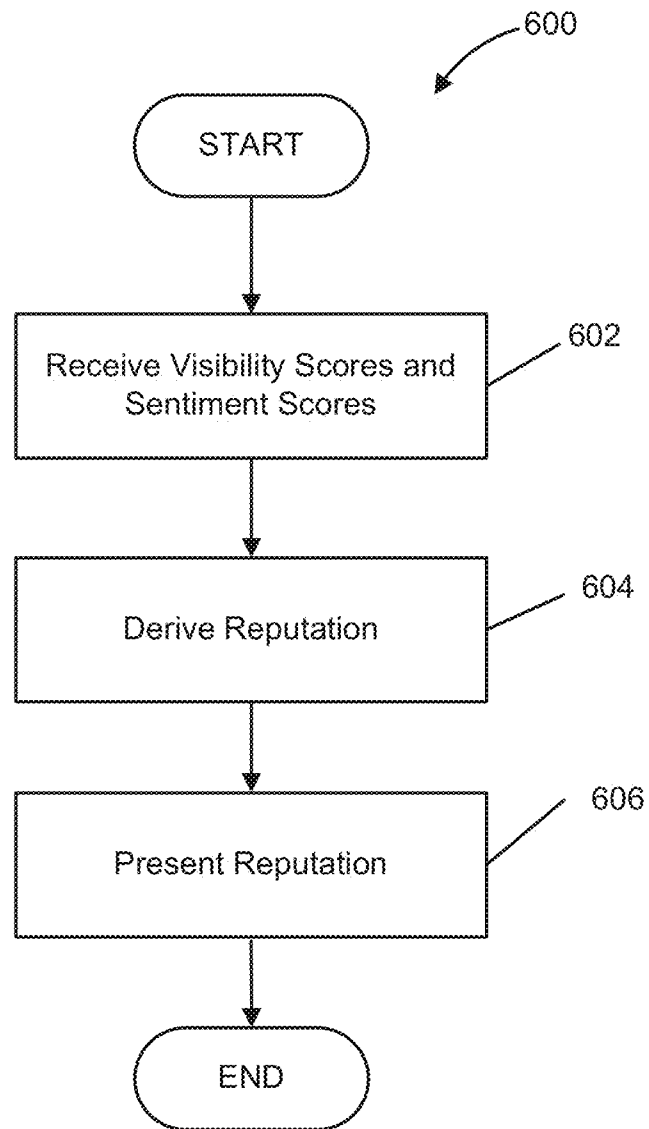 600
START
Receive Visibility Scores and
Sentiment Scores
602
Derive Reputation
604
Present Reputation
606
END